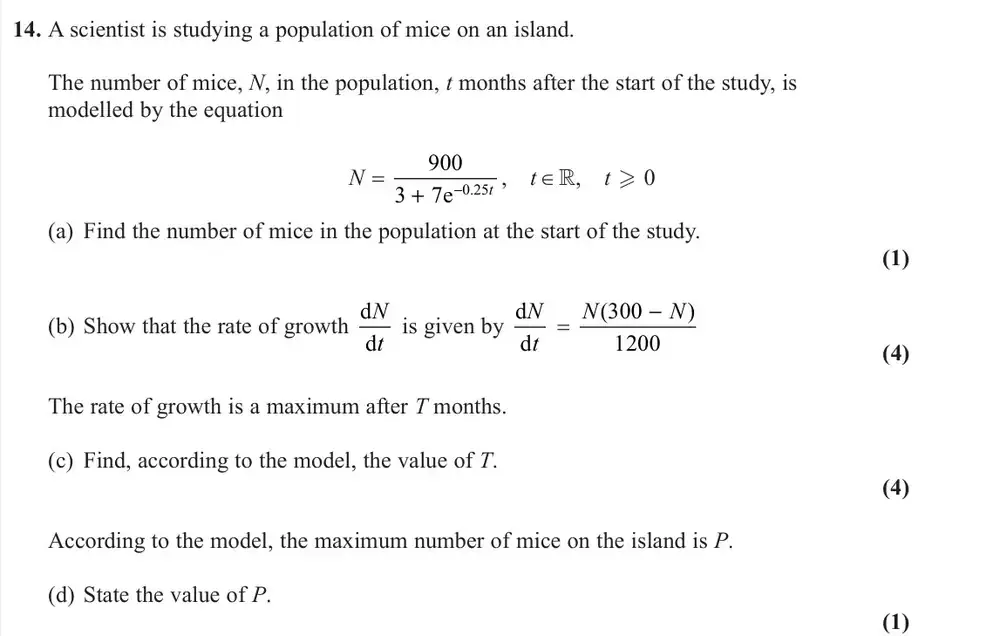 14. A scientist is studying a population of mice on an island.
The number of mice, N, in the population, t months after the start of the study, is
modelled by the equation
N = 900 / (3 + 7e^(−0.25t)) , t ∈ ℝ, t ⩾ 0
(a) Find the number of mice in the population at the start of the study.
(1)
(b) Show that the rate of growth dN/dt is given by dN/dt = N(300 − N)/1200
(4)
The rate of growth is a maximum after T months.
(c) Find, according to the model, the value of T.
(4)
According to the model, the maximum number of mice on the island is P.
(d) State the value of P.
(1)